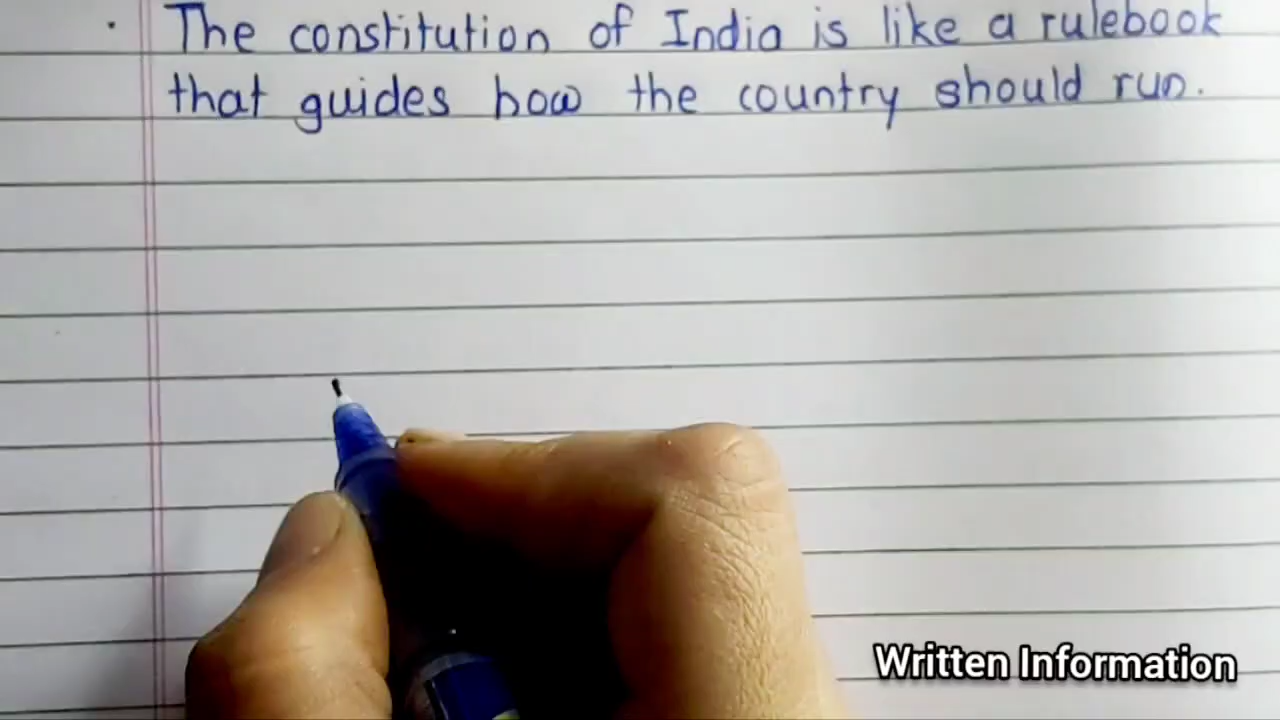 · The constitution of India is like a rulebook
that guides how the country should run.
Written Information